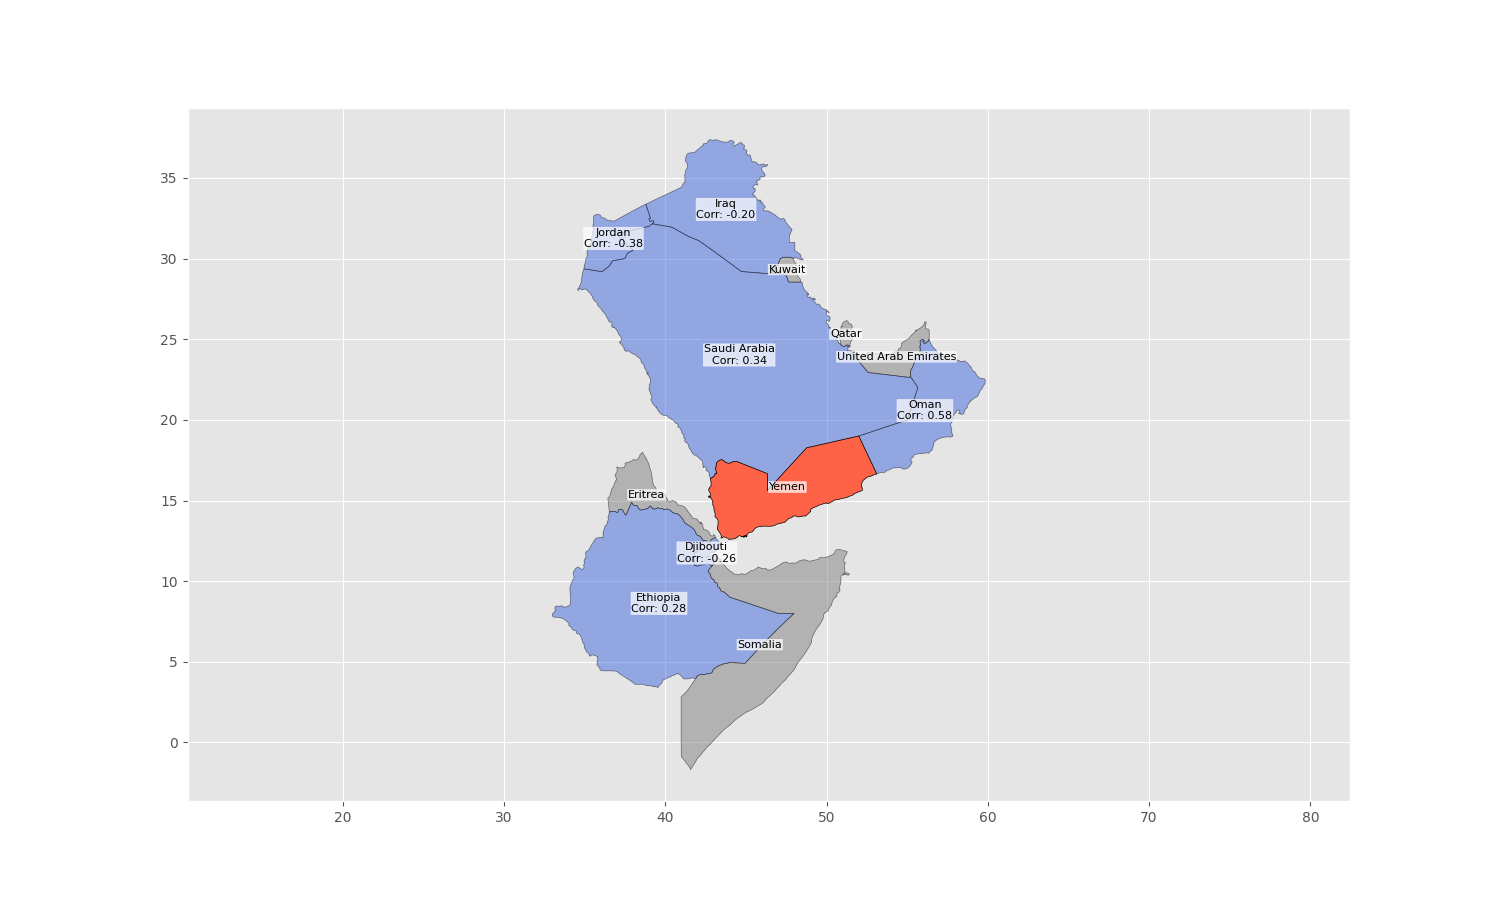 35
30
25
20
15
10
5
0
Iraq
Corr: -0.20
Jordan
Corr: -0.38
Kuwait
Qatar
United Arab Emirates
Saudi Arabia
Corr: 0.34
Oman
Corr: 0.58
Yemen
Eritrea
Djibouti
Corr: -0.26
Ethiopia
Corr: 0.28
Somalia
20
30
40
50
60
70
80